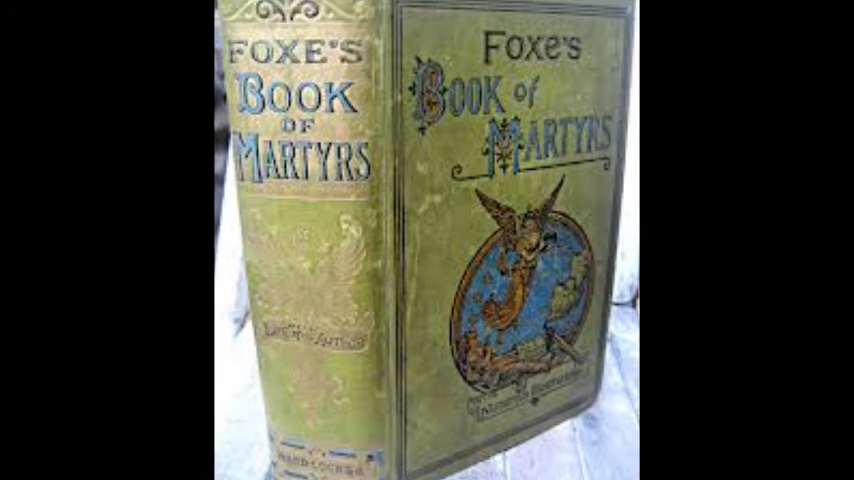 FOXE'S
BOOK
OF
MARTYRS
FOXE'S
BOOK of
MARTYRS